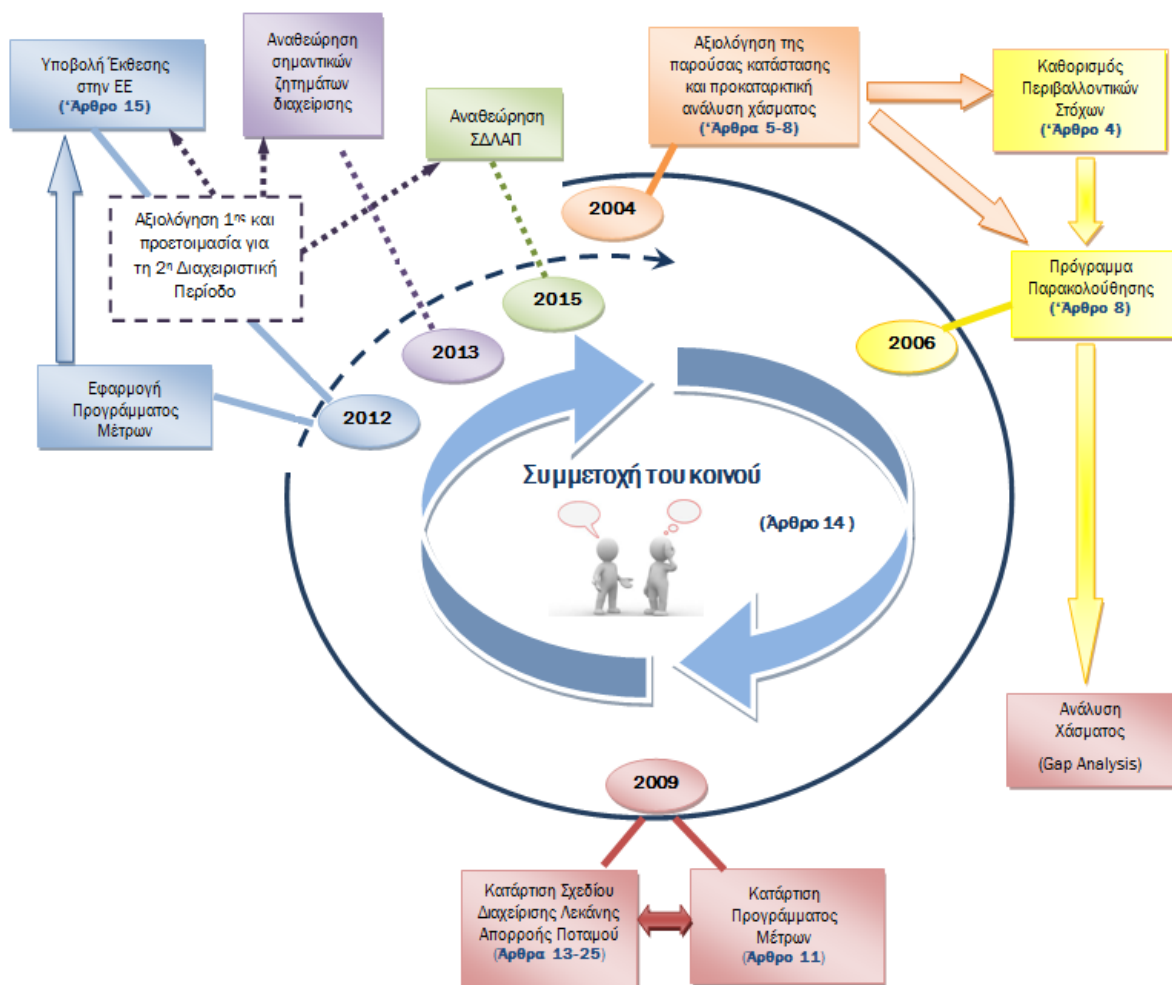 Υποβολή Έκθεσης
στην ΕΕ
(‘Άρθρο 15)
Αναθεώρηση
σημαντικών
ζητημάτων
διαχείρισης
Αναθεώρηση
ΣΔΛΑΠ
Αξιολόγηση της
παρούσας κατάστασης
και προκαταρκτική
ανάλυση χάσματος
(‘Άρθρα 5-8)
Καθορισμός
Περιβαλλοντικών
Στόχων
(‘Άρθρο 4)
Αξιολόγηση 1ης και
προετοιμασία για
τη 2η Διαχειριστική
Περίοδο
2004
2015
2013
2012
2006
Πρόγραμμα
Παρακολούθησης
(‘Άρθρο 8)
Εφαρμογή
Προγράμματος
Μέτρων
Συμμετοχή του κοινού
(Άρθρο 14 )
Ανάλυση
Χάσματος
(Gap Analysis)
2009
Κατάρτιση Σχεδίου
Διαχείρισης Λεκάνης
Απορροής Ποταμού
(Άρθρα 13-25)
Κατάρτιση
Προγράμματος
Μέτρων
(Άρθρο 11)